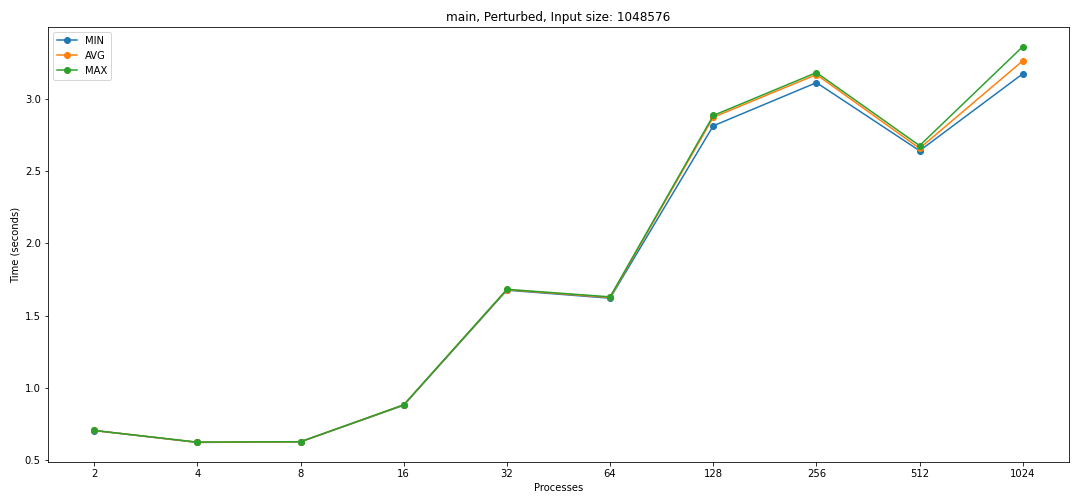 main, Perturbed, Input size: 1048576
MIN
AVG
MAX
Time (seconds)
3.0
2.5
2.0
1.5
1.0
0.5
2 4 8 16 32 64 128 256 512 1024
Processes